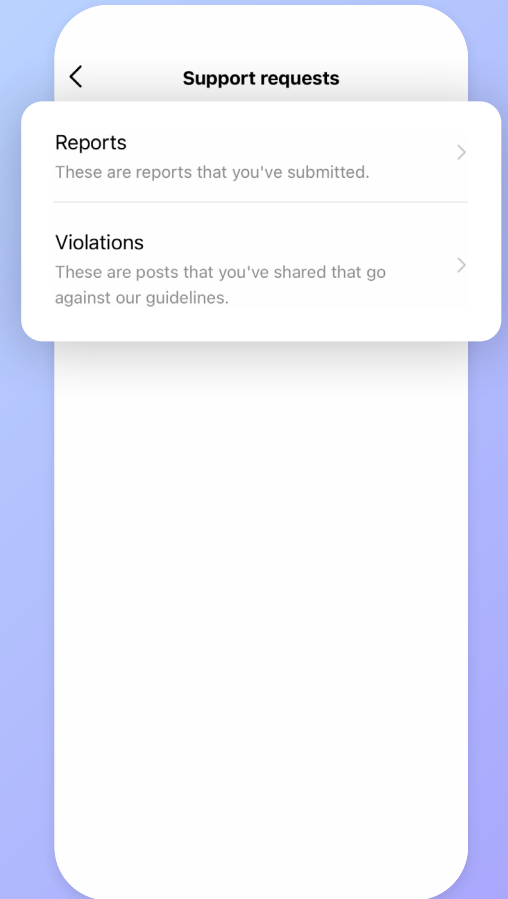 Support requests
Reports
These are reports that you've submitted.
Violations
These are posts that you've shared that go
against our guidelines.